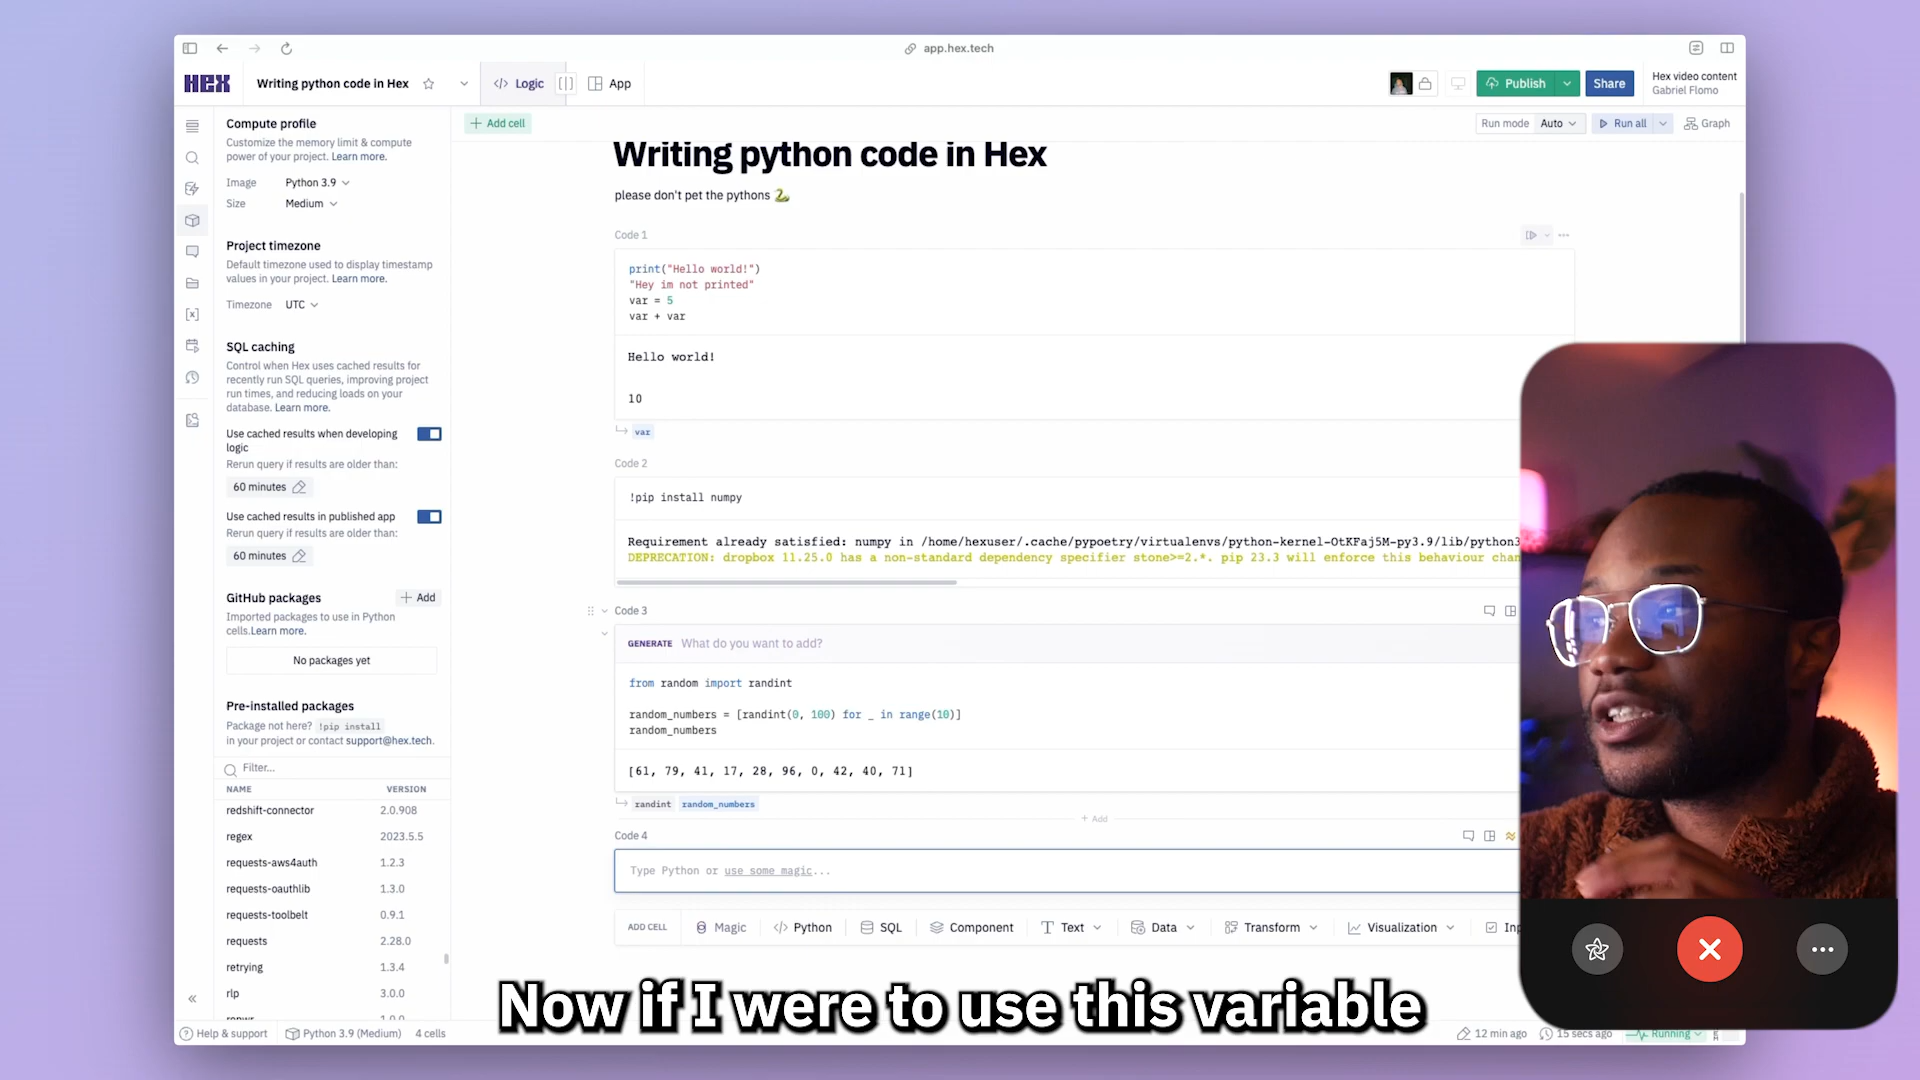 app.hex.tech
HEX
Writing python code in Hex
Logic
App
Publish
Share
Hex video content
Gabriel Flomo
Add cell
Run mode
Auto
Run all
Graph
Compute profile
Customize the memory limit & compute
power of your project. Learn more.
Image Python 3.9
Size Medium
Project timezone
Default timezone used to display timestamp
values in your project. Learn more.
Timezone UTC
SQL caching
Control when Hex uses cached results for
recently run SQL queries, improving project
run times, and reducing loads on your
database. Learn more.
Use cached results when developing
logic
Rerun query if results are older than:
60 minutes
Use cached results in published app
Rerun query if results are older than:
60 minutes
GitHub packages
Add
Imported packages to use in Python
cells.Learn more.
No packages yet
Pre-installed packages
Package not here? !pip install
in your project or contact support@hex.tech.
Filter...
NAME VERSION
redshift-connector 2.0.908
regex 2023.5.5
requests-aws4auth 1.2.3
requests-oauthlib 1.3.0
requests-toolbelt 0.9.1
requests 2.28.0
retrying 1.3.4
rlp 3.0.0
Writing python code in Hex
please don't pet the pythons 🐍
Code 1
print("Hello world!")
"Hey im not printed"
var = 5
var + var
Hello world!
10
var
Code 2
!pip install numpy
Requirement already satisfied: numpy in /home/hexuser/.cache/pypoetry/virtualenvs/python-kernel-OtKFaj5M-py3.9/lib/python3
DEPRECATION: dropbox 11.25.0 has a non-standard dependency specifier stone>=2.*. pip 23.3 will enforce this behaviour chan
Code 3
GENERATE What do you want to add?
from random import randint
random_numbers = [randint(0, 100) for _ in range(10)]
random_numbers
[61, 79, 41, 17, 28, 96, 0, 42, 40, 71]
randint random_numbers
+ Add
Code 4
Type Python or use some magic...
ADD CELL
Magic
Python
SQL
Component
Text
Data
Transform
Visualization
Inp
Now if I were to use this variable
Help & support
Python 3.9 (Medium)
4 cells
12 min ago
15 secs ago
Running